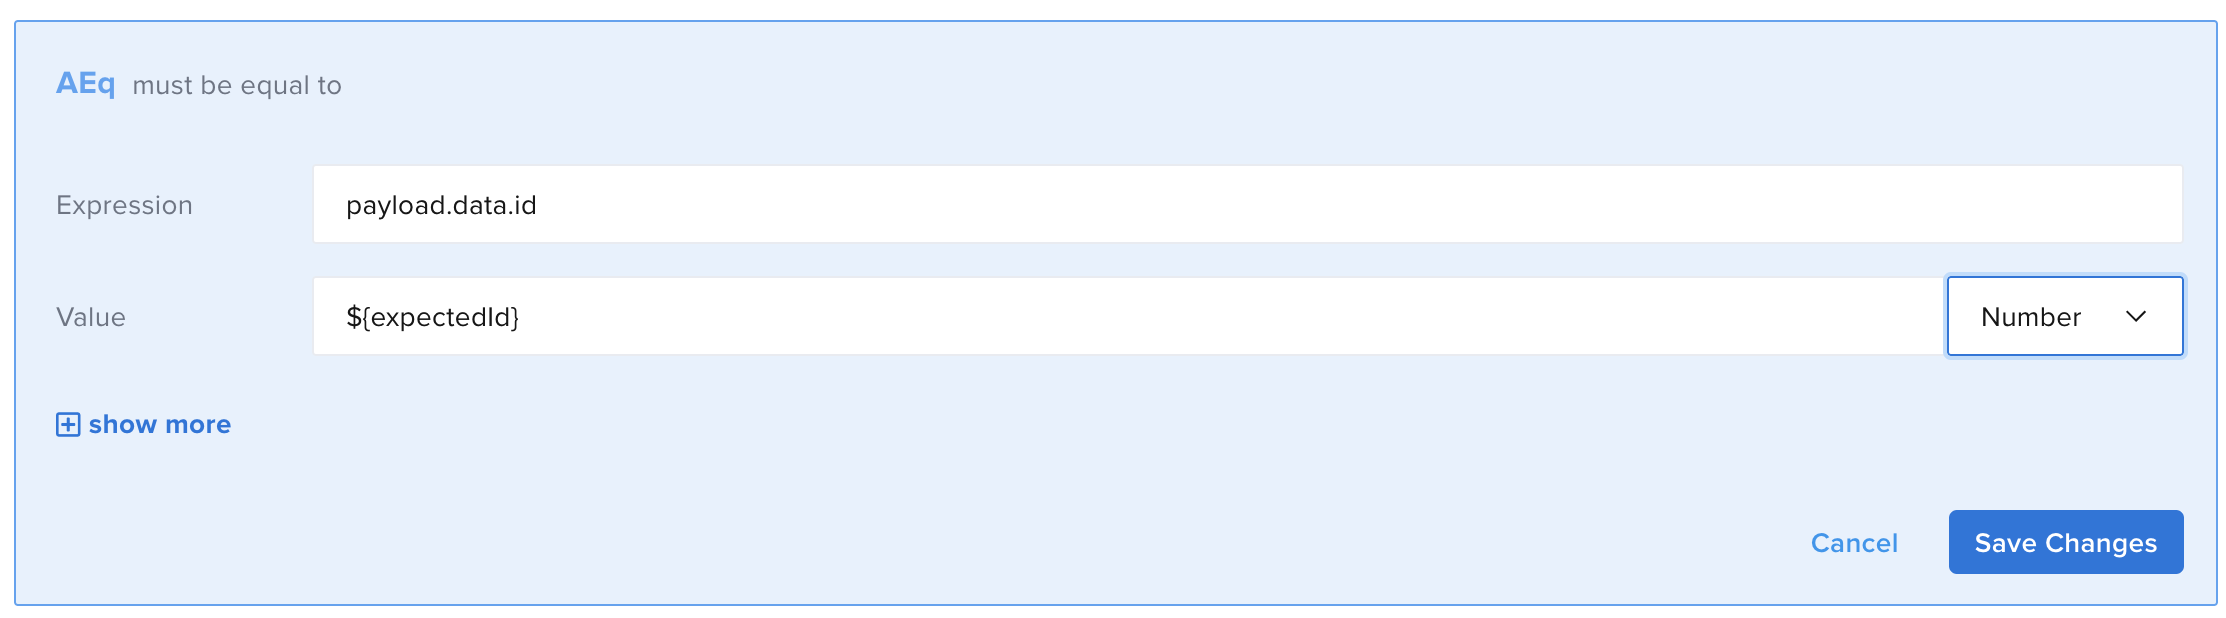 AEq must be equal to
Expression payload.data.id
Value ${expectedId} Number
show more
Cancel Save Changes